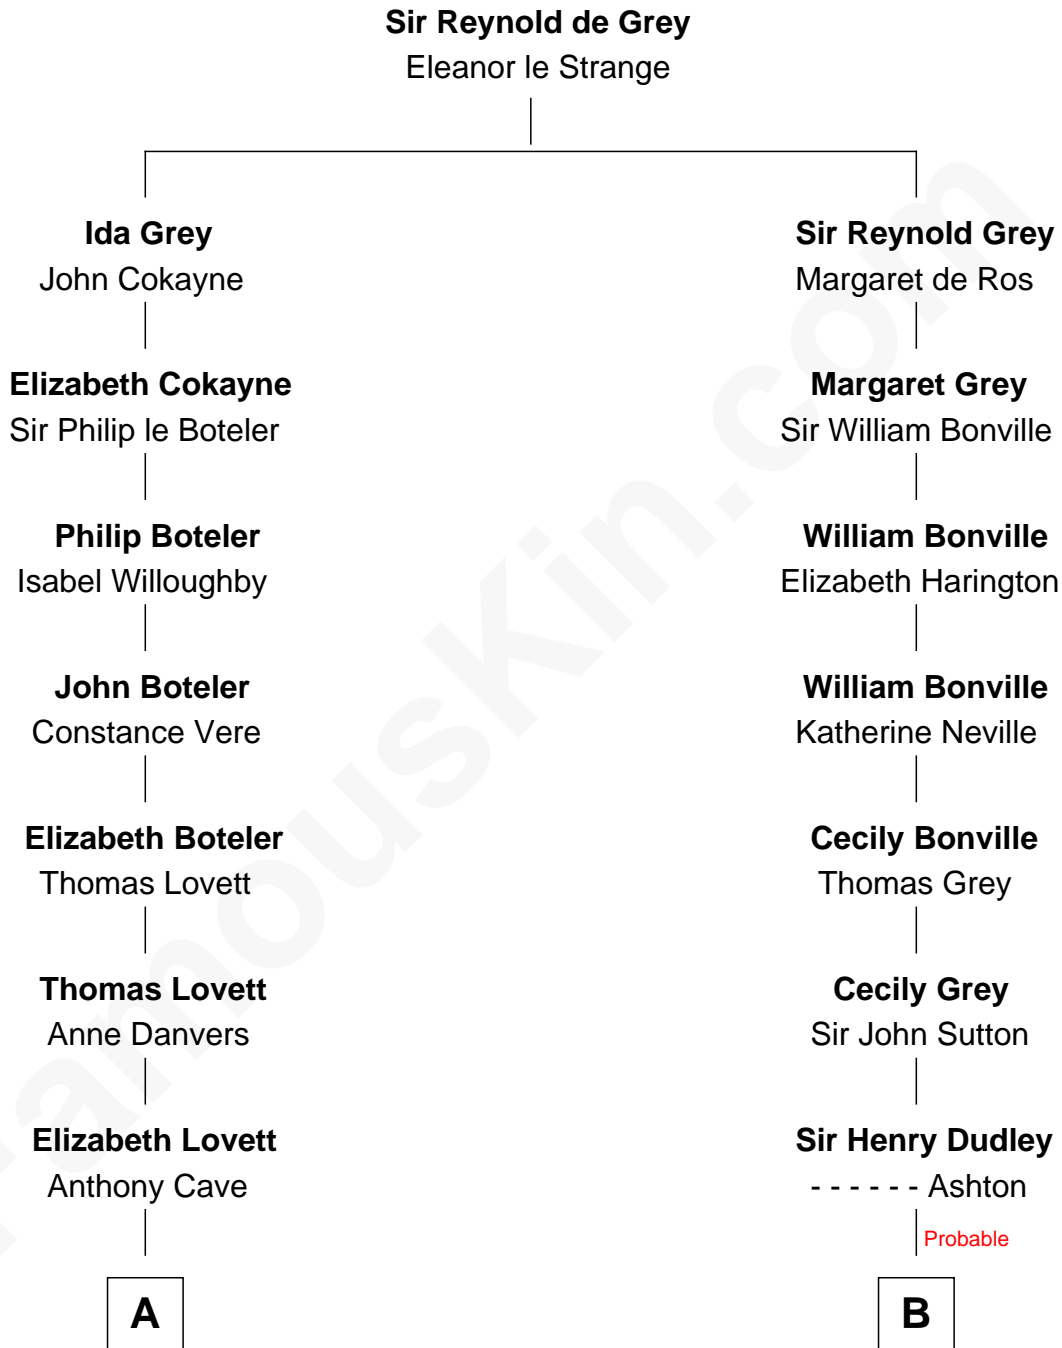 Sir Reynold de Grey
Eleanor le Strange
Ida Grey
John Cokayne
Sir Reynold Grey
Margaret de Ros
Elizabeth Cokayne
Sir Philip le Boteler
Margaret Grey
Sir William Bonville
Philip Boteler
Isabel Willoughby
William Bonville
Elizabeth Harington
John Boteler
Constance Vere
William Bonville
Katherine Neville
Elizabeth Boteler
Thomas Lovett
Cecily Bonville
Thomas Grey
Thomas Lovett
Anne Danvers
Cecily Grey
Sir John Sutton
Elizabeth Lovett
Anthony Cave
Sir Henry Dudley
- - - - - - Ashton
Probable
A
B
FamousKin.com